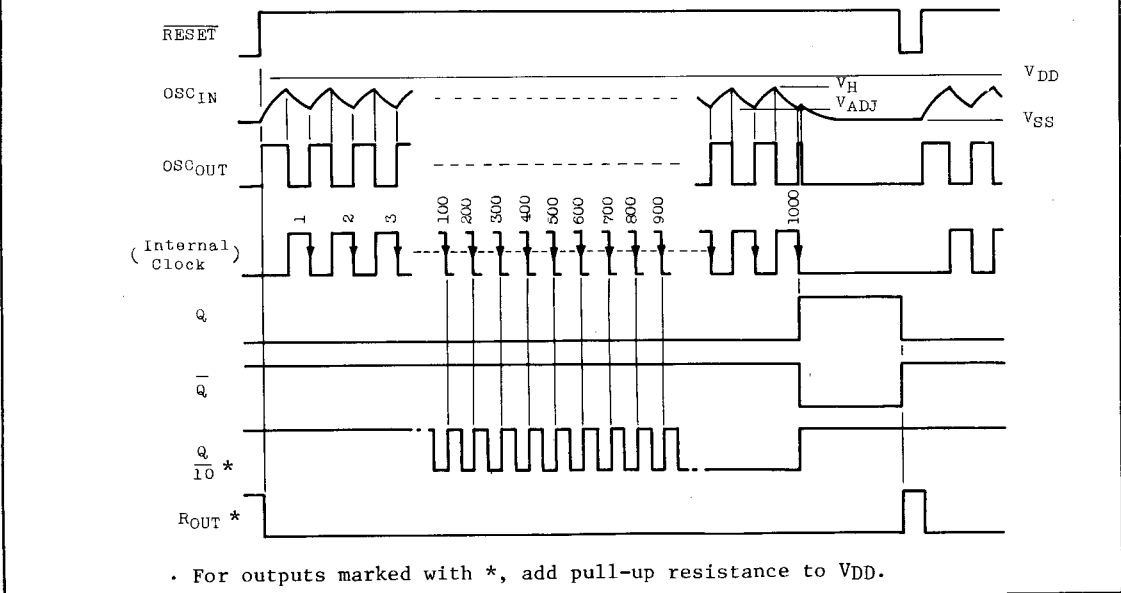 RESET
OSCIN
VDD
VH
VADJ
VSS
OSCOUT
1 2 3 100 200 300 400 500 600 700 800 900 1000
(Internal Clock)
Q
Q
Q
10 *
ROUT *
· For outputs marked with *, add pull-up resistance to VDD.